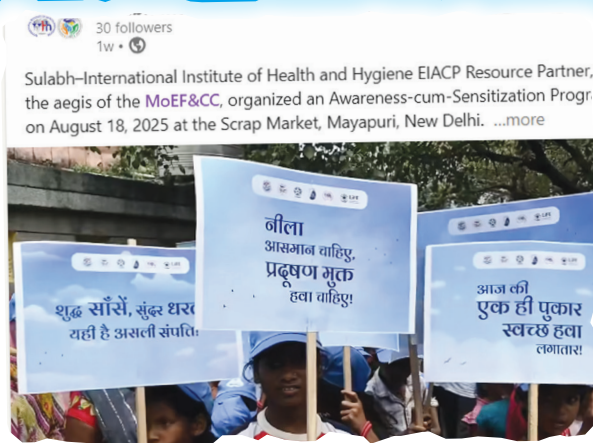 30 followers
1w •
Sulabh–International Institute of Health and Hygiene EIACP Resource Partner,
the aegis of the MoEF&CC, organized an Awareness-cum-Sensitization
on August 18, 2025 at the Scrap Market, Mayapuri, New Delhi. ...more
नीला
आसमान चाहिए,
प्रदूषण मुक्त
हवा चाहिए!
शुद्ध साँसें, सुंदर
यही है असली संपत्ति!
आज की
एक ही पुकार
स्वच्छ हवा
लगातार!